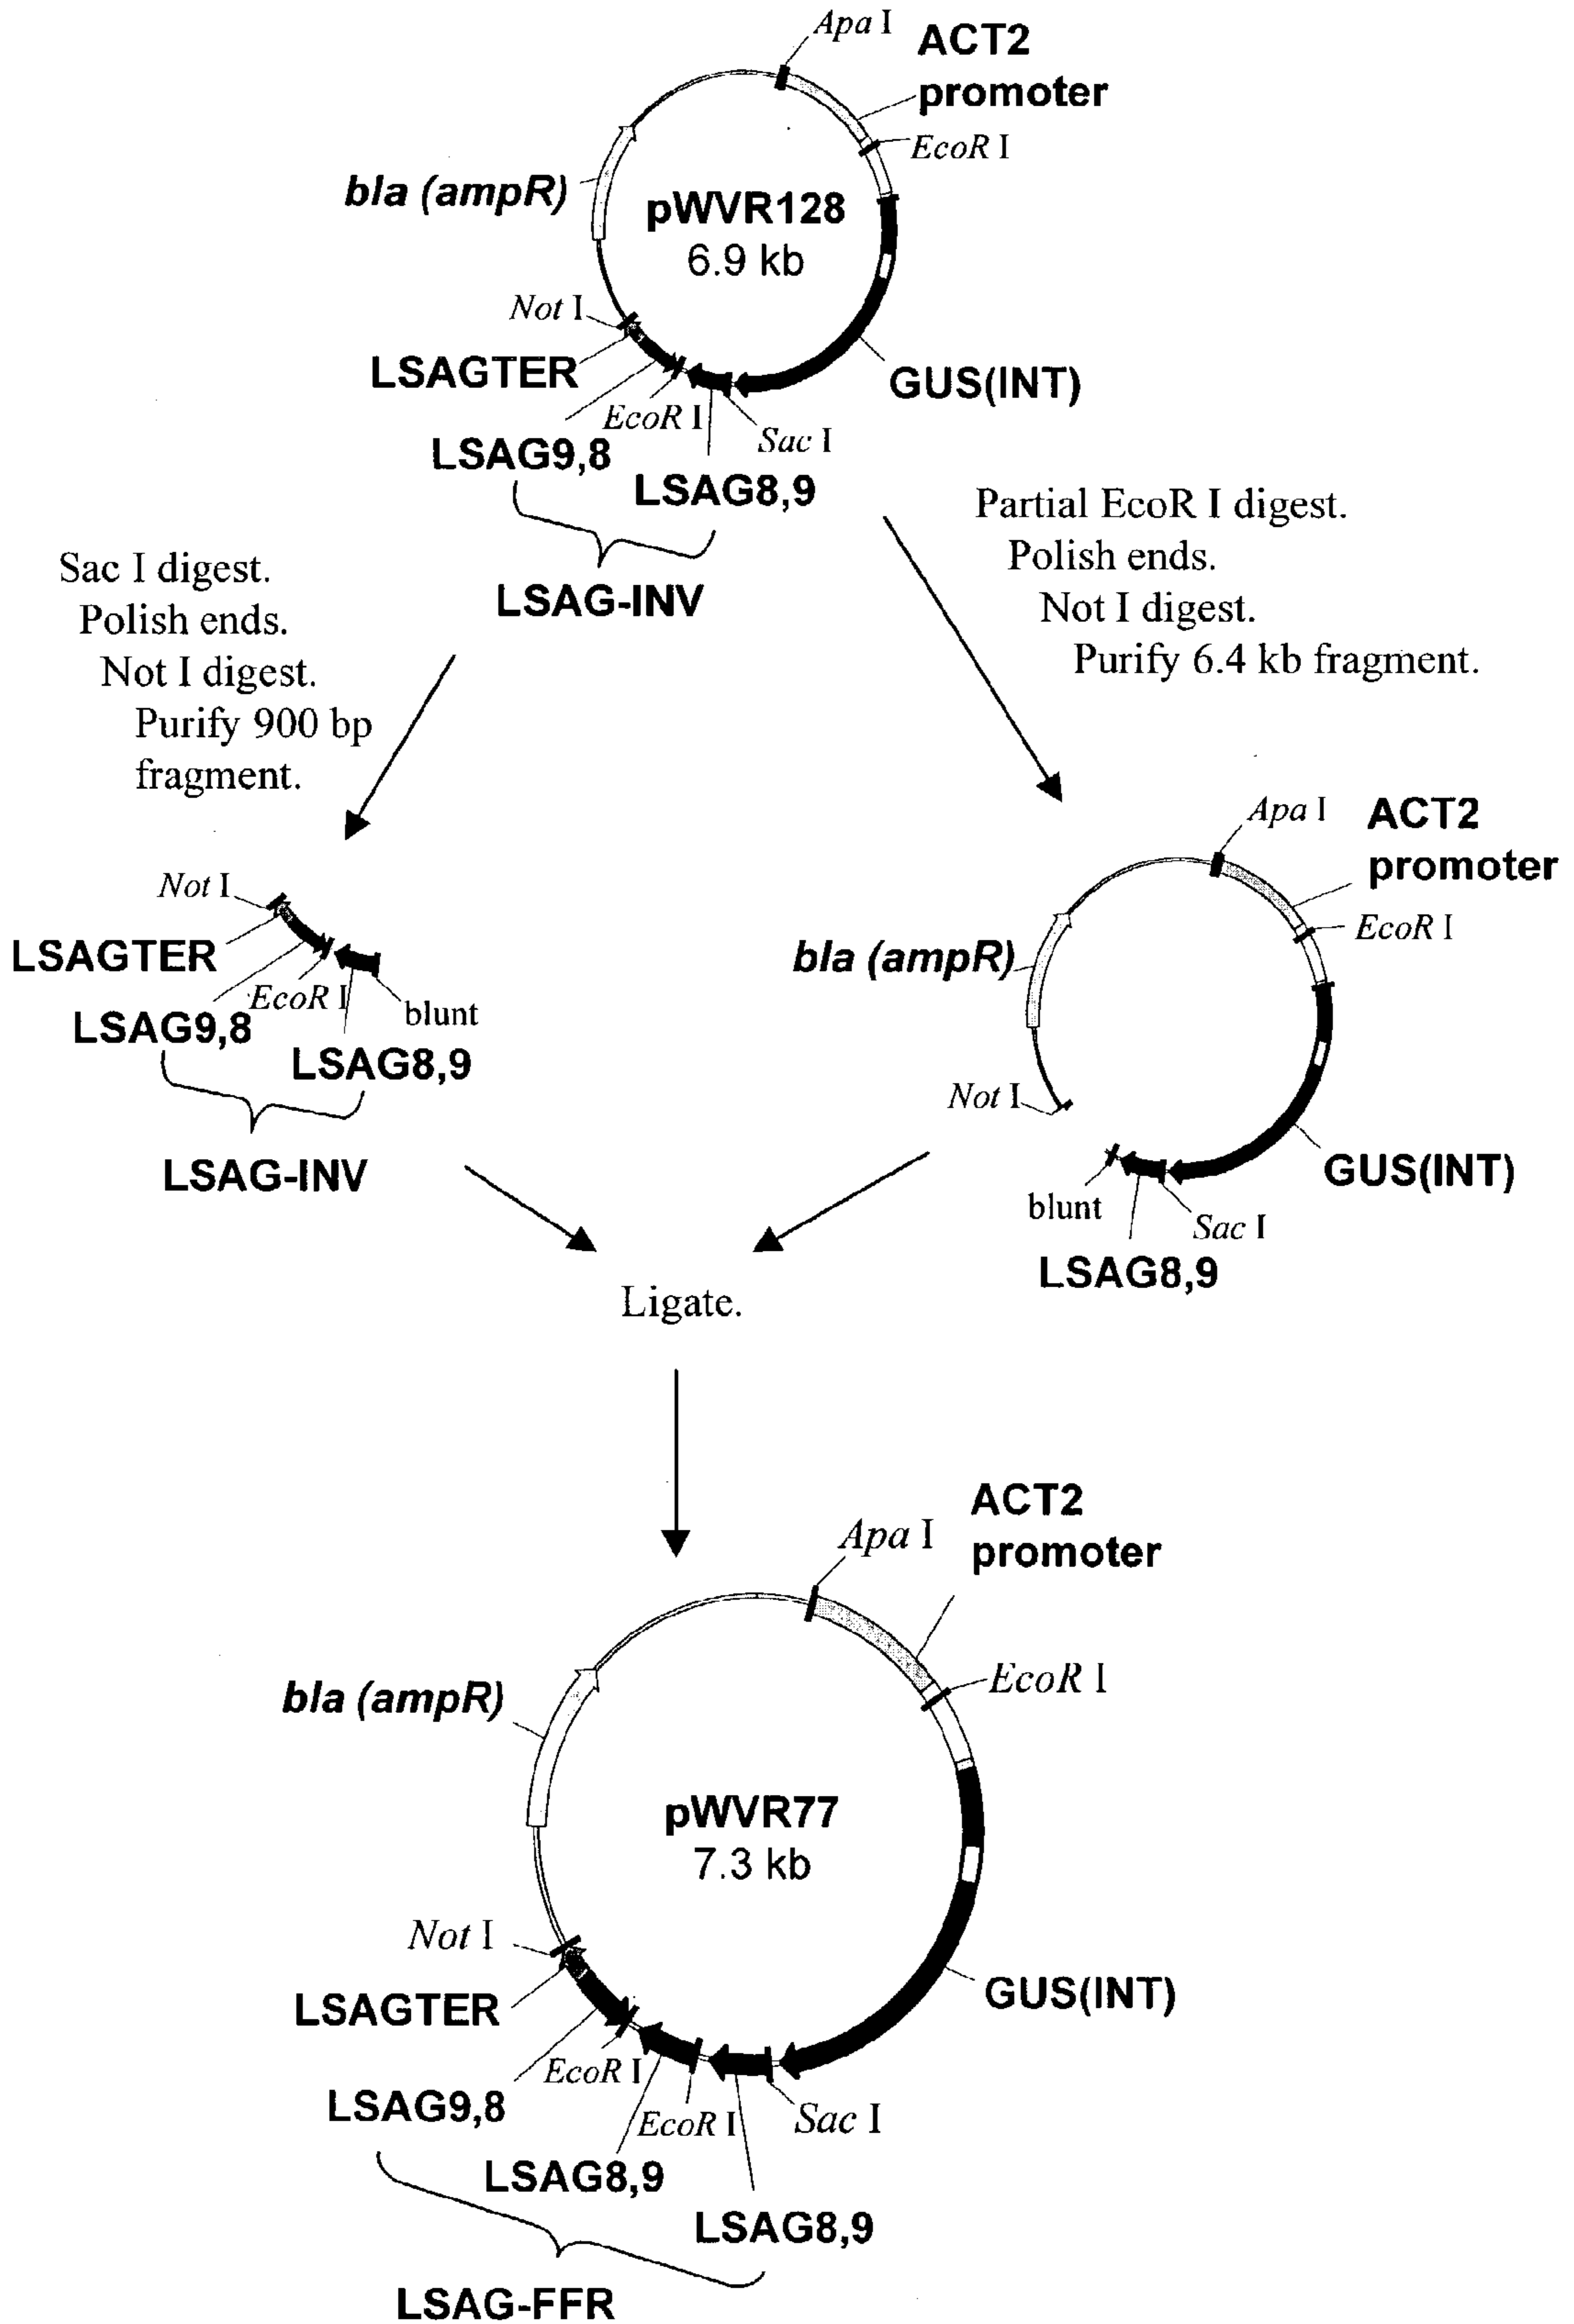 Apa I
ACT2
promoter
EcoR I
bla (ampR)
pWVR128
6.9 kb
Not I
LSAGTER
GUS(INT)
EcoR I
Sac I
LSAG9,8
LSAG8,9
LSAG-INV
Partial EcoR I digest.
Polish ends.
Not I digest.
Purify 6.4 kb fragment.
Sac I digest.
Polish ends.
Not I digest.
Purify 900 bp
fragment.
Not I
LSAGTER
EcoR I
blunt
LSAG9,8
LSAG8,9
LSAG-INV
Apa I
ACT2
promoter
EcoR I
bla (ampR)
Not I
GUS(INT)
blunt
Sac I
LSAG8,9
Ligate.
ACT2
promoter
Apa I
EcoR I
bla (ampR)
pWVR77
7.3 kb
Not I
LSAGTER
GUS(INT)
EcoR I
LSAG9,8
EcoR I
Sac I
LSAG8,9
LSAG8,9
LSAG-FFR